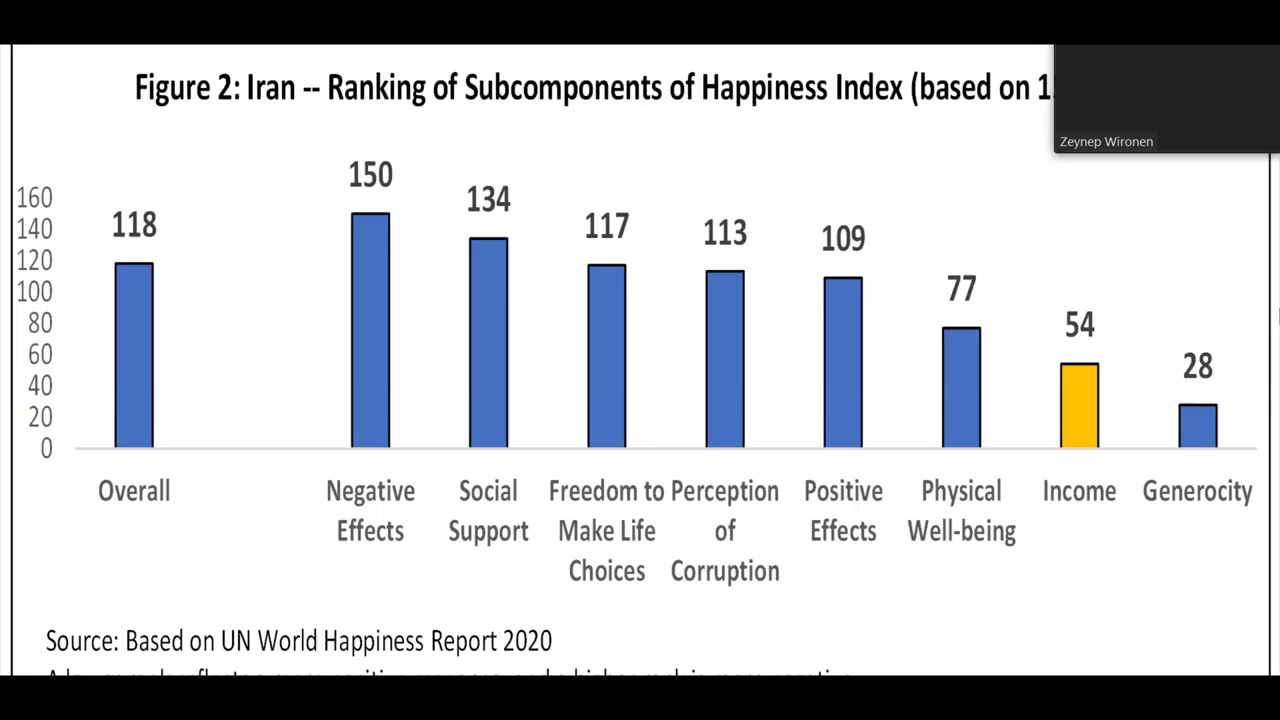 Figure 2: Iran -- Ranking of Subcomponents of Happiness Index (based on
Zeynep Wironen
160
140
120
100
80
60
40
20
0
118
150
134
117
113
109
77
54
28
Overall
Negative Effects
Social Support
Freedom to Make Life Choices
Perception of Corruption
Positive Effects
Physical Well-being
Income
Generocity
Source: Based on UN World Happiness Report 2020